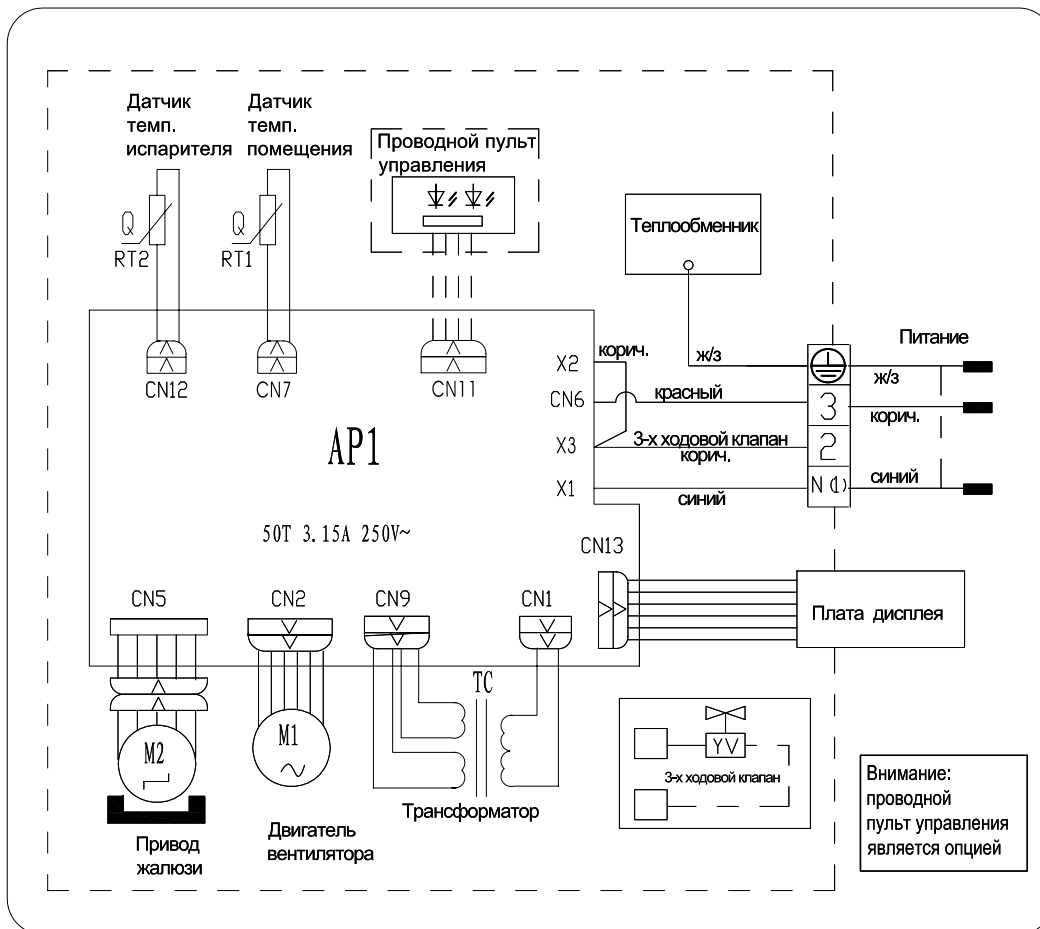 Датчик
темп.
испарителя
Датчик
темп.
помещения
Проводной пульт
управления
Q
RT2
Q
RT1
Теплообменник
CN12
CN7
CN11
X2
CN6
X3
X1
корич.
ж/з
красный
3-х ходовой клапан
корич.
синий
3
2
N (1)
Питание
ж/з
корич.
синий
AP1
50T 3.15A 250V~
CN13
Плата дисплея
CN5
CN2
CN9
CN1
TC
M2
M1
Привод
жалюзи
Двигатель
вентилятора
Трансформатор
YV
3-х ходовой клапан
Внимание:
проводной
пульт управления
является опцией